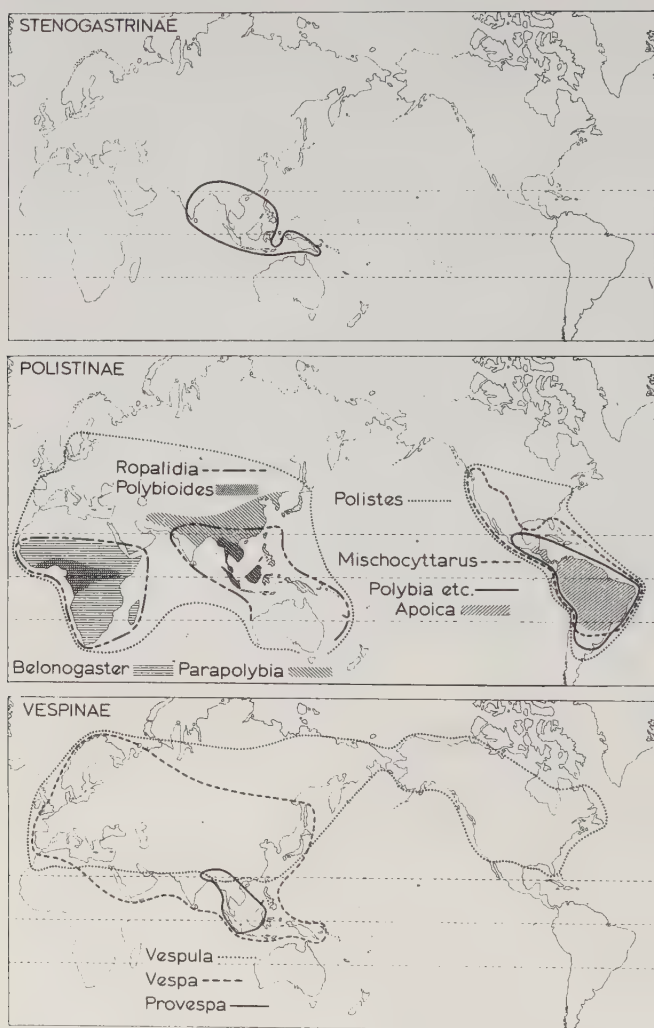 STENOGASTRINAE
POLISTINAE
Ropalidia
Polybioides
Polistes
Mischocyttarus
Polybia etc.
Apoica
Belonogaster Parapolybia
VESPINAE
Vespula
Vespa
Provespa